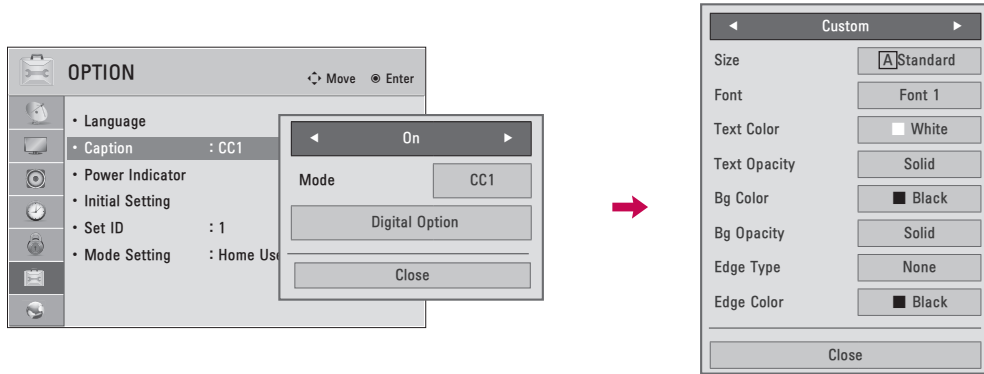 OPTION
Move Enter
• Language
• Caption : CC1
• Power Indicator
• Initial Setting
• Set ID : 1
• Mode Setting : Home Use
◄ On ►
Mode CC1
Digital Option
Close
◄ Custom ►
Size A Standard
Font Font 1
Text Color White
Text Opacity Solid
Bg Color Black
Bg Opacity Solid
Edge Type None
Edge Color Black
Close